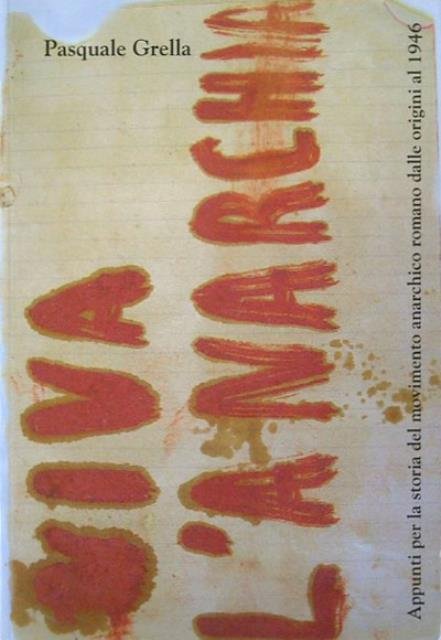 Pasquale Grella
VIVA
L'ANARCHIA
Appunti per la storia del movimento anarchico romano dalle origini al 1946